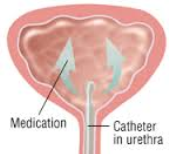 Medication
Catheter
in urethra